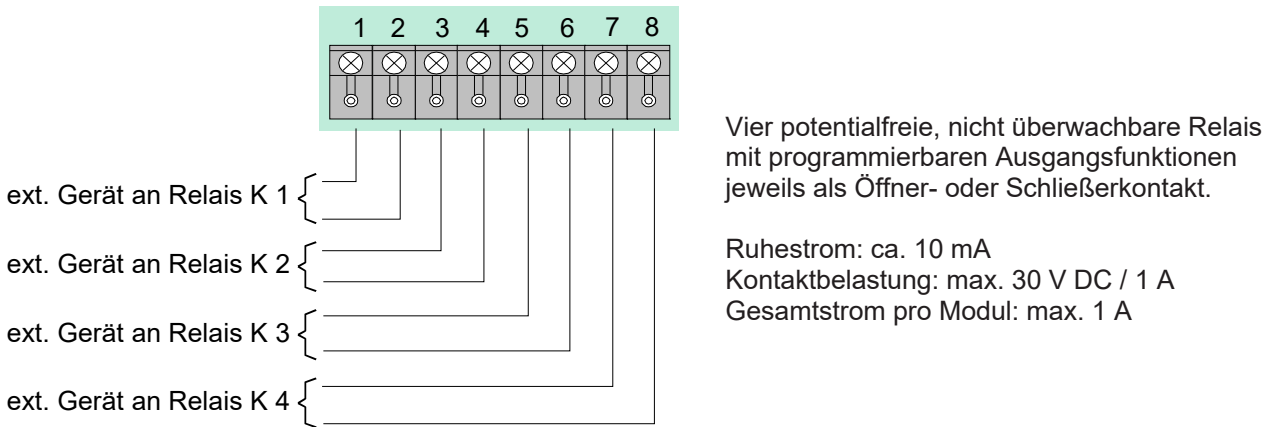 1 2 3 4 5 6 7 8
Vier potentialfreie, nicht überwachbare Relais
mit programmierbaren Ausgangsfunktionen
jeweils als Öffner- oder Schließerkontakt.
Ruhestrom: ca. 10 mA
Kontaktbelastung: max. 30 V DC / 1 A
Gesamtstrom pro Modul: max. 1 A
ext. Gerät an Relais K 1
ext. Gerät an Relais K 2
ext. Gerät an Relais K 3
ext. Gerät an Relais K 4